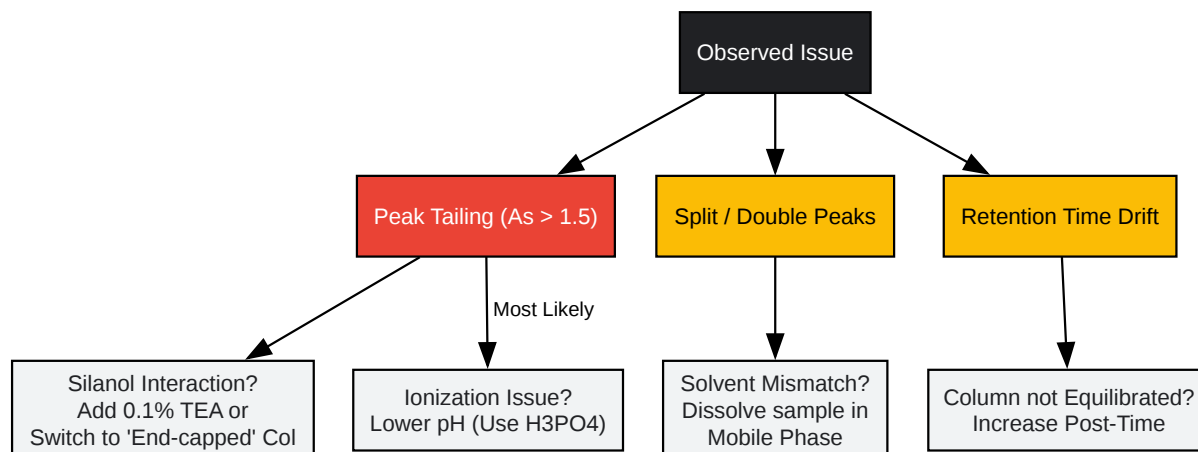 Observed Issue
Peak Tailing (As > 1.5)
Split / Double Peaks
Retention Time Drift
Most Likely
Silanol Interaction?
Add 0.1% TEA or
Switch to 'End-capped' Col
Ionization Issue?
Lower pH (Use H3PO4)
Solvent Mismatch?
Dissolve sample in
Mobile Phase
Column not Equilibrated?
Increase Post-Time